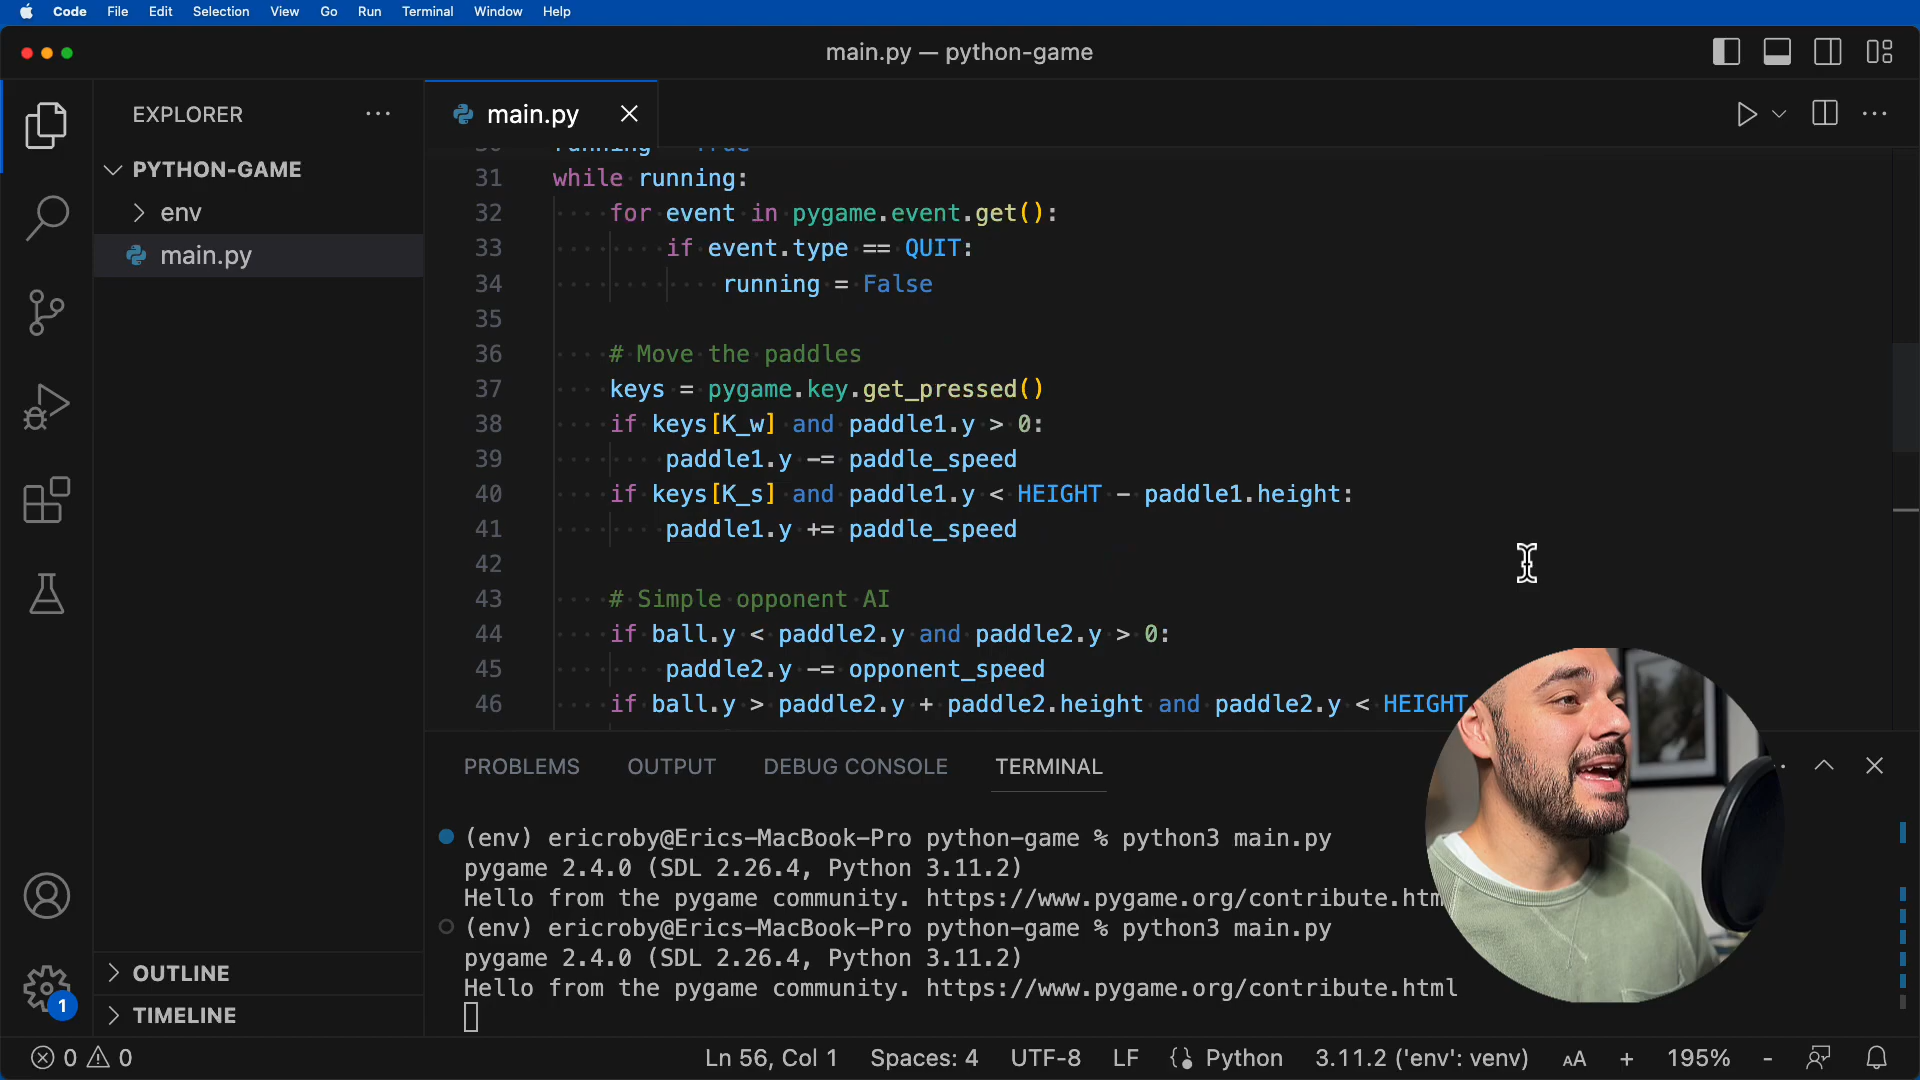 Code File Edit Selection View Go Run Terminal Window Help
main.py — python-game
EXPLORER
main.py
PYTHON-GAME
env
main.py
OUTLINE
TIMELINE
1
30 running = True
31 while running:
32 for event in pygame.event.get():
33 if event.type == QUIT:
34 running = False
35
36 # Move the paddles
37 keys = pygame.key.get_pressed()
38 if keys[K_w] and paddle1.y > 0:
39 paddle1.y -= paddle_speed
40 if keys[K_s] and paddle1.y < HEIGHT - paddle1.height:
41 paddle1.y += paddle_speed
42
43 # Simple opponent AI
44 if ball.y < paddle2.y and paddle2.y > 0:
45 paddle2.y -= opponent_speed
46 if ball.y > paddle2.y + paddle2.height and paddle2.y < HEIGHT
PROBLEMS OUTPUT DEBUG CONSOLE TERMINAL
(env) ericroby@Erics-MacBook-Pro python-game % python3 main.py
pygame 2.4.0 (SDL 2.26.4, Python 3.11.2)
Hello from the pygame community. https://www.pygame.org/contribute.htm
(env) ericroby@Erics-MacBook-Pro python-game % python3 main.py
pygame 2.4.0 (SDL 2.26.4, Python 3.11.2)
Hello from the pygame community. https://www.pygame.org/contribute.html
0 0 Ln 56, Col 1 Spaces: 4 UTF-8 LF Python 3.11.2 ('env': venv) AA + 195% -